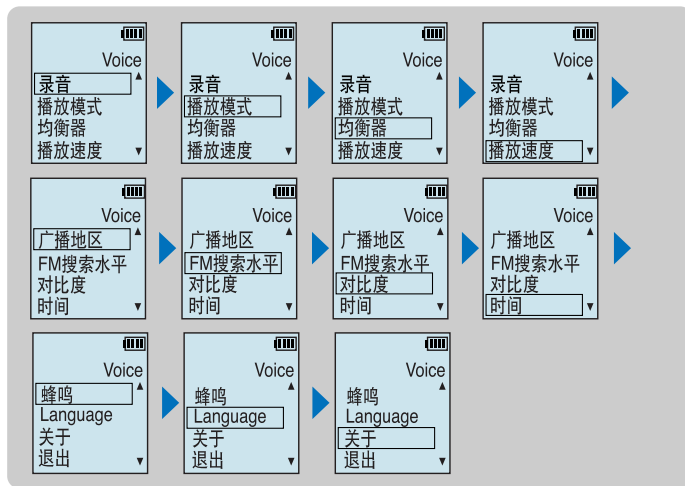 Voice
录音
播放模式
均衡器
播放速度
Voice
录音
播放模式
均衡器
播放速度
Voice
录音
播放模式
均衡器
播放速度
Voice
录音
播放模式
均衡器
播放速度
Voice
广播地区
FM搜索水平
对比度
时间
Voice
广播地区
FM搜索水平
对比度
时间
Voice
广播地区
FM搜索水平
对比度
时间
Voice
广播地区
FM搜索水平
对比度
时间
Voice
蜂鸣
Language
关于
退出
Voice
蜂鸣
Language
关于
退出
Voice
蜂鸣
Language
关于
退出